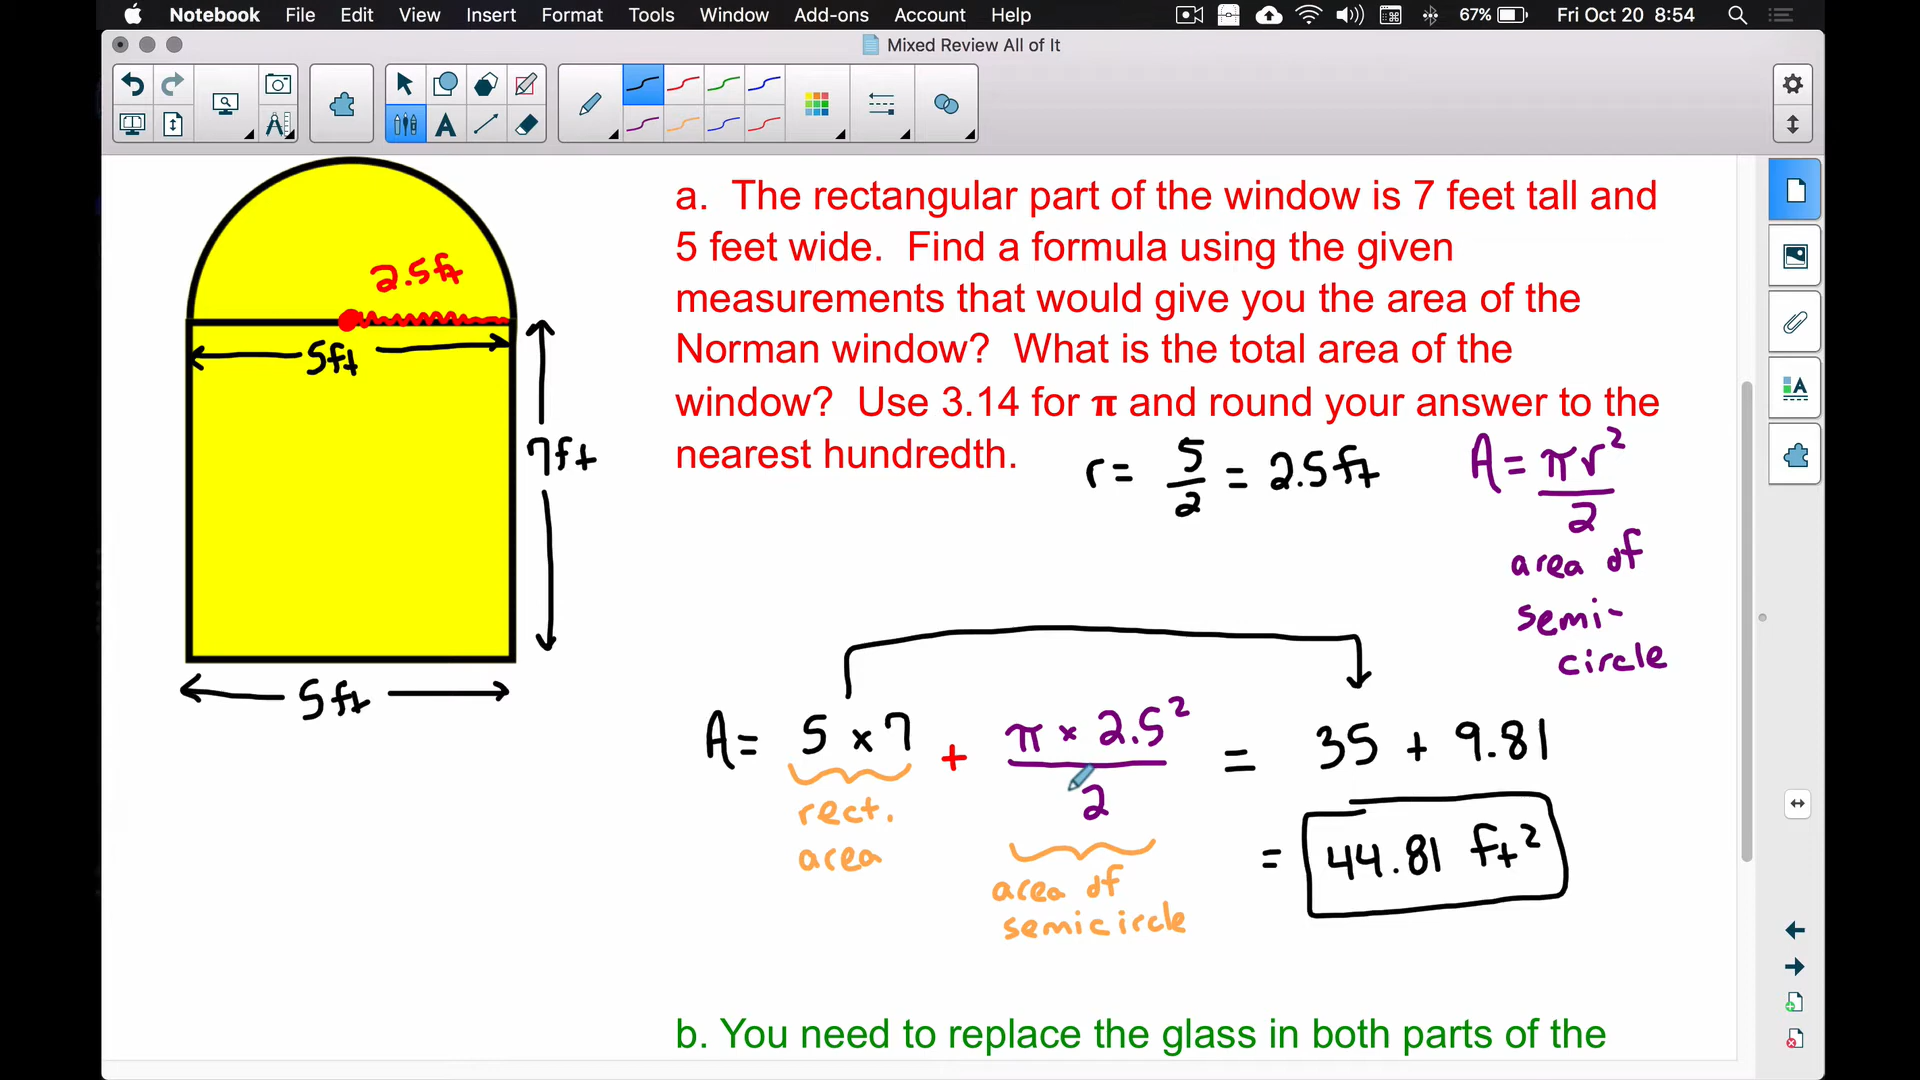 Notebook File Edit View Insert Format Tools Window Add-ons Account Help 67% Fri Oct 20 8:54
Mixed Review All of It
A
A
a. The rectangular part of the window is 7 feet tall and
5 feet wide. Find a formula using the given
measurements that would give you the area of the
Norman window? What is the total area of the
window? Use 3.14 for π and round your answer to the
nearest hundredth.
2.5ft
5ft
7ft
5ft
r = 5/2 = 2.5ft
A = πr²/2
area of
semi-
circle
A = 5 × 7 + π × 2.5²/2 = 35 + 9.81
rect.
area
area of
semicircle
= 44.81 ft²
b. You need to replace the glass in both parts of the